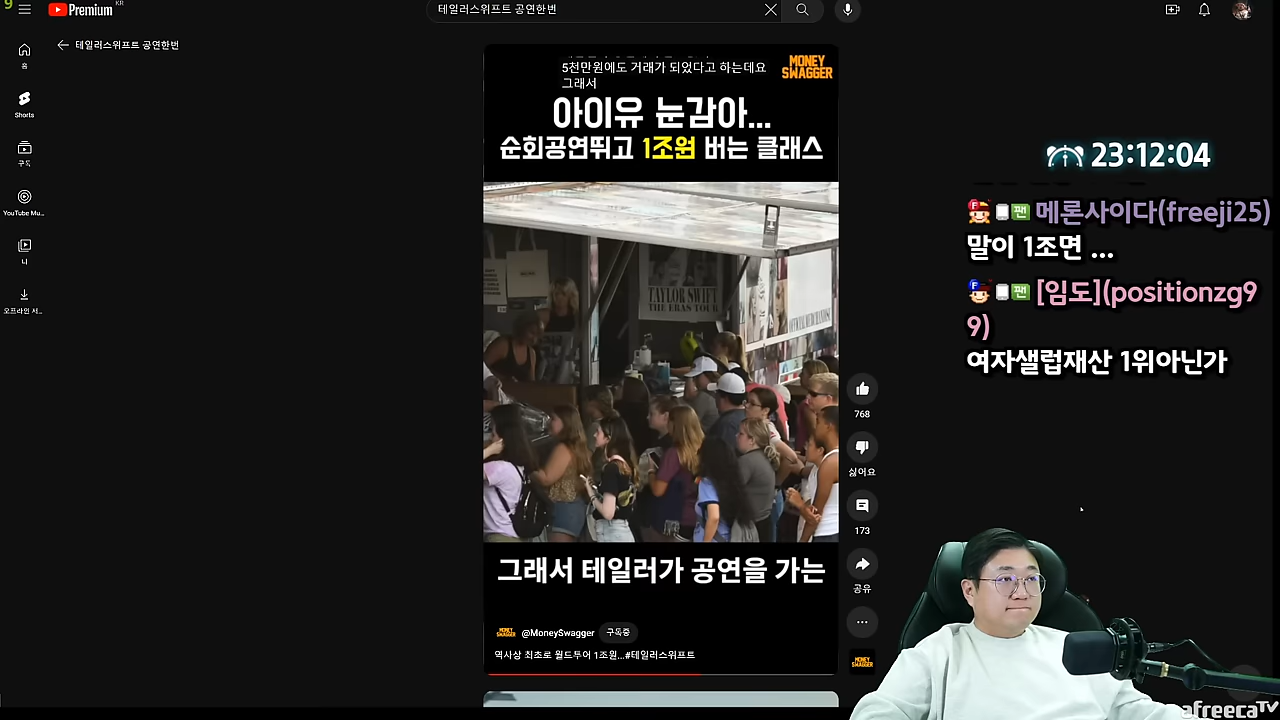 9
Premium KR
테일러스위프트 공연한번
테일러스위프트 공연한번
홈
Shorts
구독
YouTube Mu...
나
오프라인 저...
5천만원에도 거래가 되었다고 하는데요
그래서
MONEY SWAGGER
아이유 눈감아...
순회공연뛰고 1조원 버는 클래스
TAYLOR SWIFT
THE ERAS TOUR
그래서 테일러가 공연을 가는
@MoneySwagger 구독중
역사상 최초로 월드투어 1조원...#테일러스위프트
768
싫어요
173
공유
MONEY SWAGGER
23:12:04
F 팬 메론사이다(freeji25)
말이 1조면 ...
F 팬 [임도](positionzg9
9)
여자샐럽재산 1위아닌가
afreecaTV